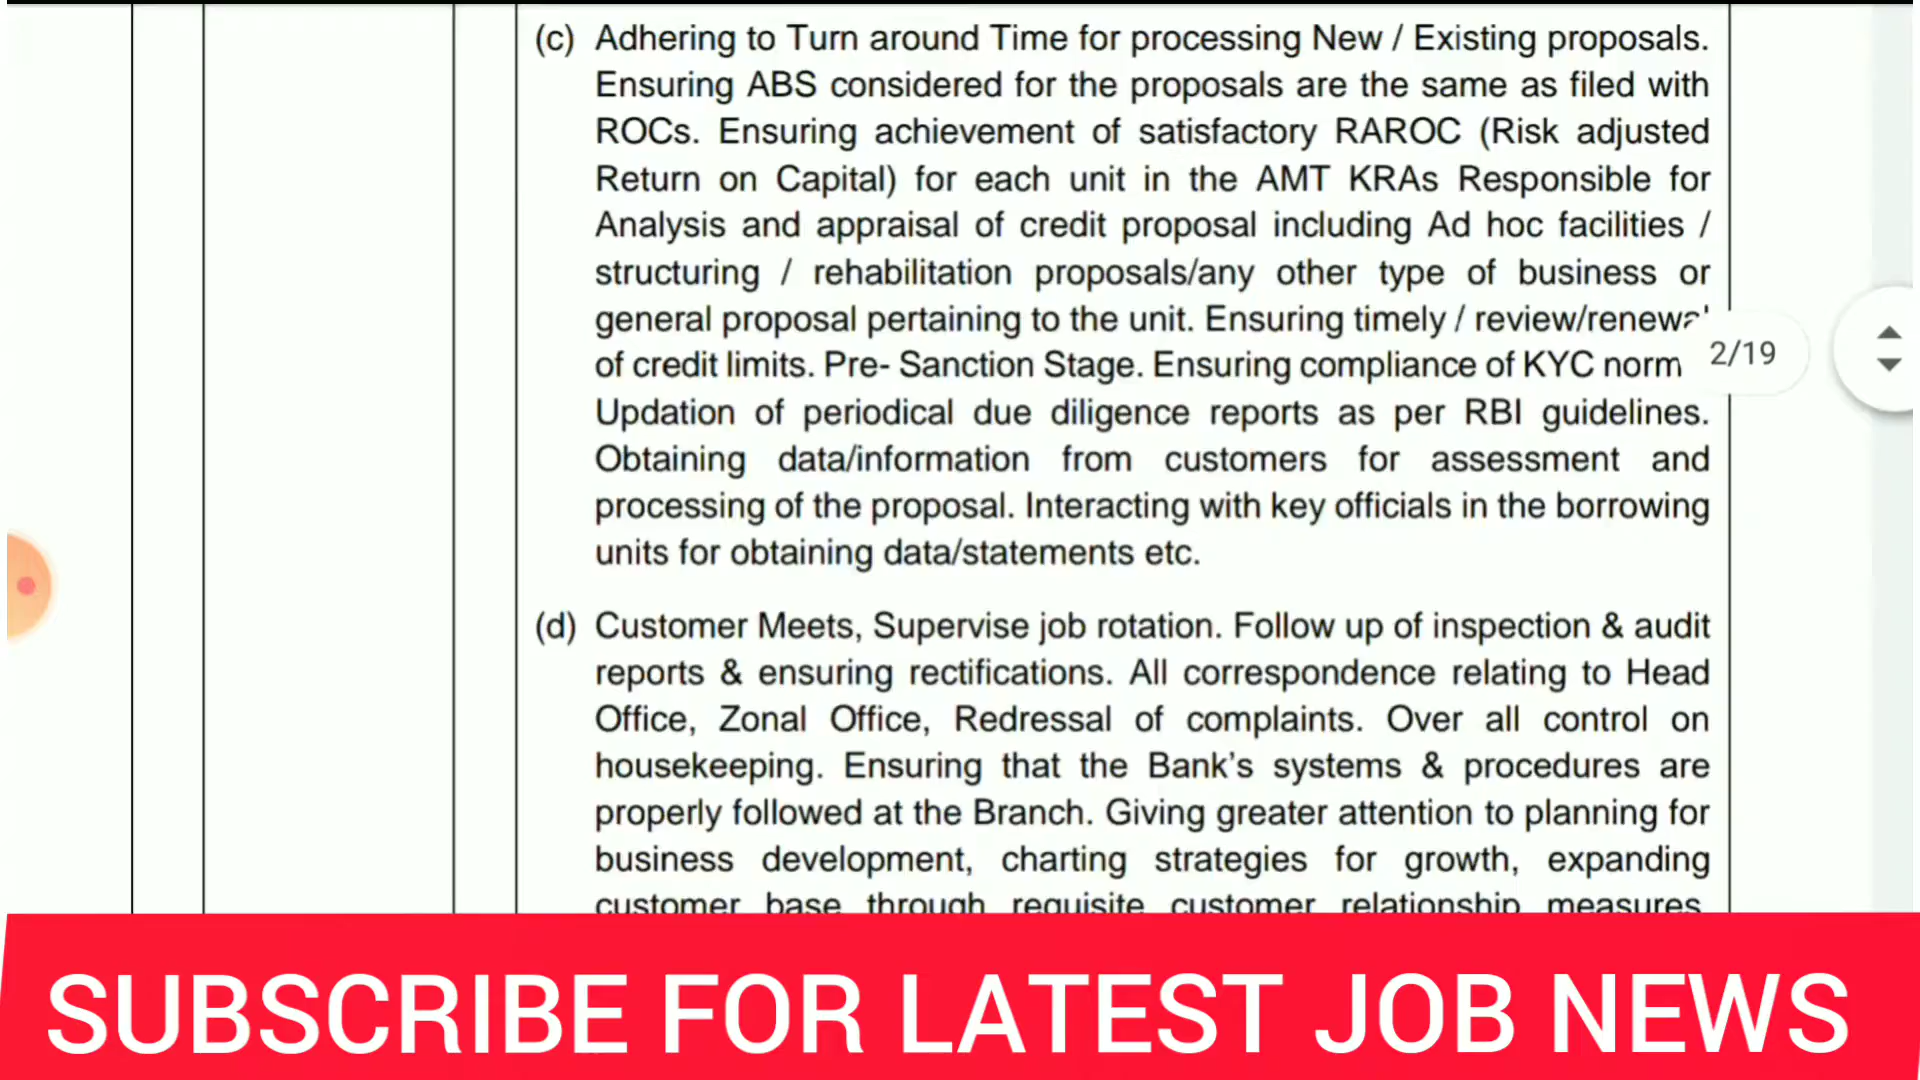 (c) Adhering to Turn around Time for processing New / Existing proposals.
Ensuring ABS considered for the proposals are the same as filed with
ROCs. Ensuring achievement of satisfactory RAROC (Risk adjusted
Return on Capital) for each unit in the AMT KRAs Responsible for
Analysis and appraisal of credit proposal including Ad hoc facilities /
structuring / rehabilitation proposals/any other type of business or
general proposal pertaining to the unit. Ensuring timely / review/renewal
of credit limits. Pre- Sanction Stage. Ensuring compliance of KYC norm
2/19
Updation of periodical due diligence reports as per RBI guidelines.
Obtaining data/information from customers for assessment and
processing of the proposal. Interacting with key officials in the borrowing
units for obtaining data/statements etc.
(d) Customer Meets, Supervise job rotation. Follow up of inspection & audit
reports & ensuring rectifications. All correspondence relating to Head
Office, Zonal Office, Redressal of complaints. Over all control on
housekeeping. Ensuring that the Bank's systems & procedures are
properly followed at the Branch. Giving greater attention to planning for
business development, charting strategies for growth, expanding
customer base through requisite customer relationship measures,
SUBSCRIBE FOR LATEST JOB NEWS